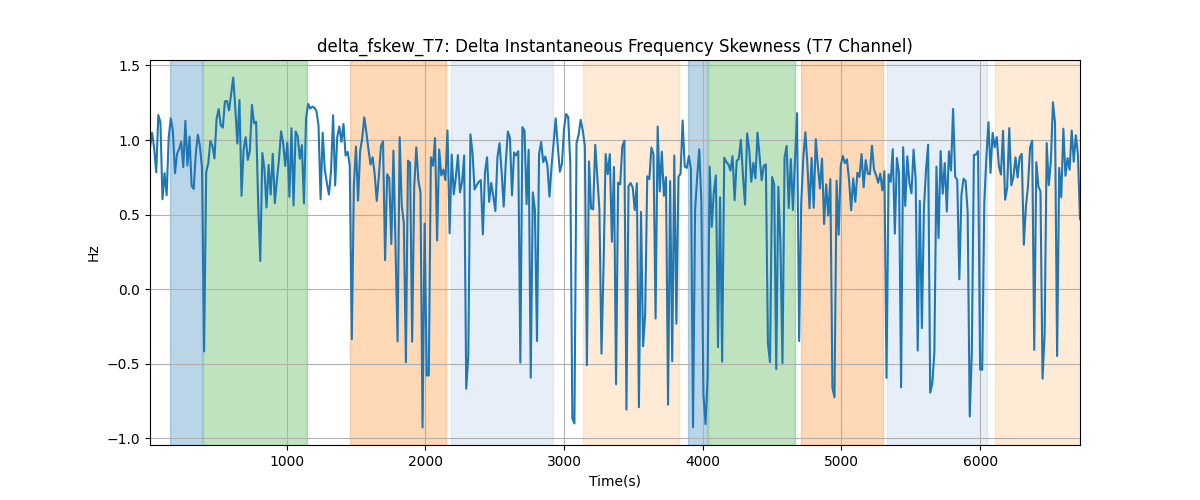 delta_fskew_T7: Delta Instantaneous Frequency Skewness (T7 Channel)
1.5
1.0
0.5
0.0
−0.5
−1.0
Hz
1000 2000 3000 4000 5000 6000
Time(s)